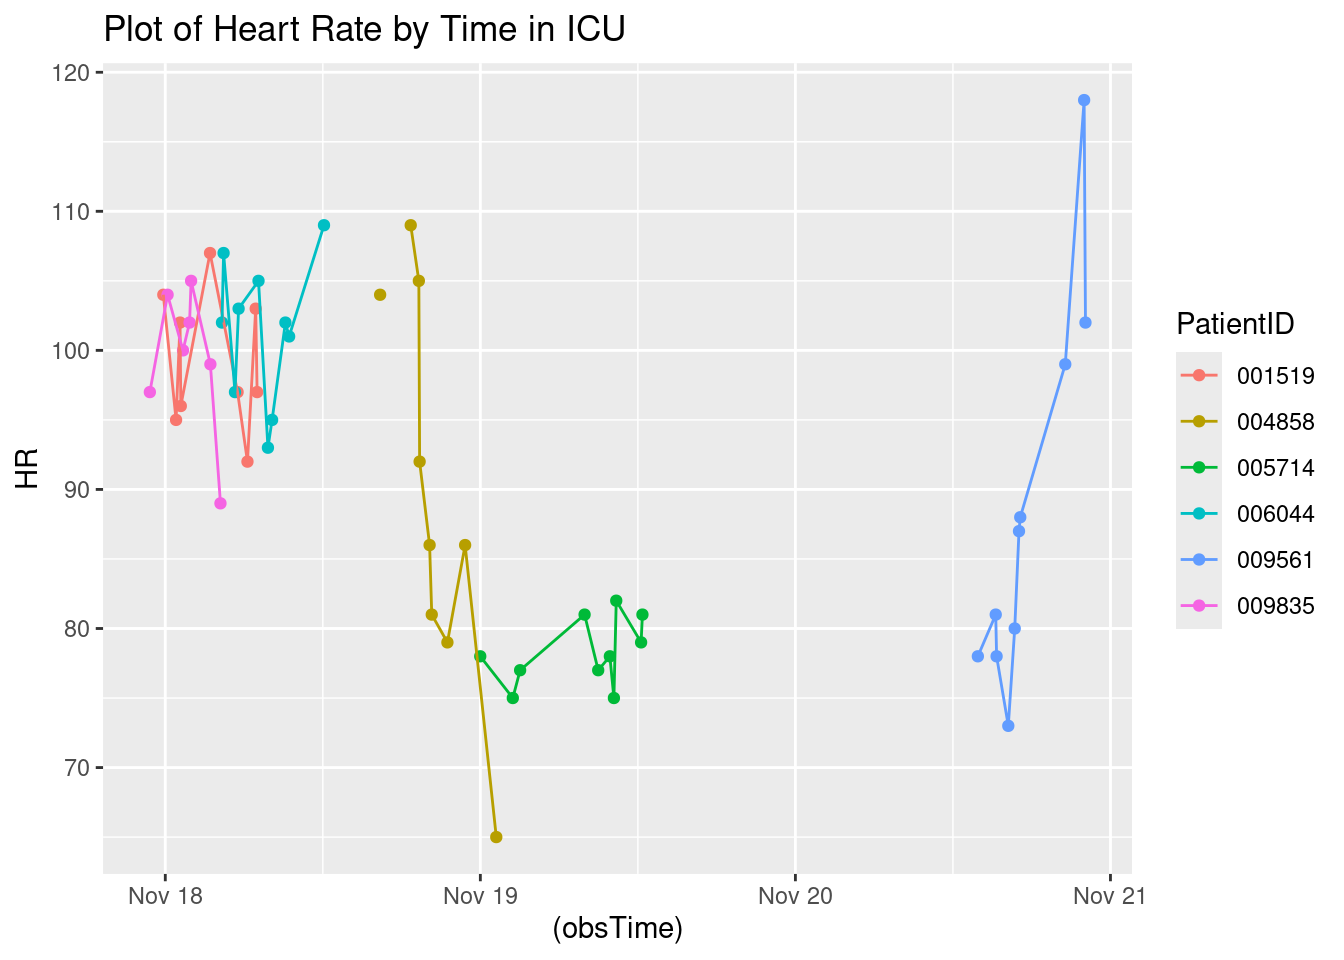 Plot of Heart Rate by Time in ICU
120
110
100
90
80
70
HR
Nov 18
Nov 19
Nov 20
Nov 21
(obsTime)
PatientID
001519
004858
005714
006044
009561
009835